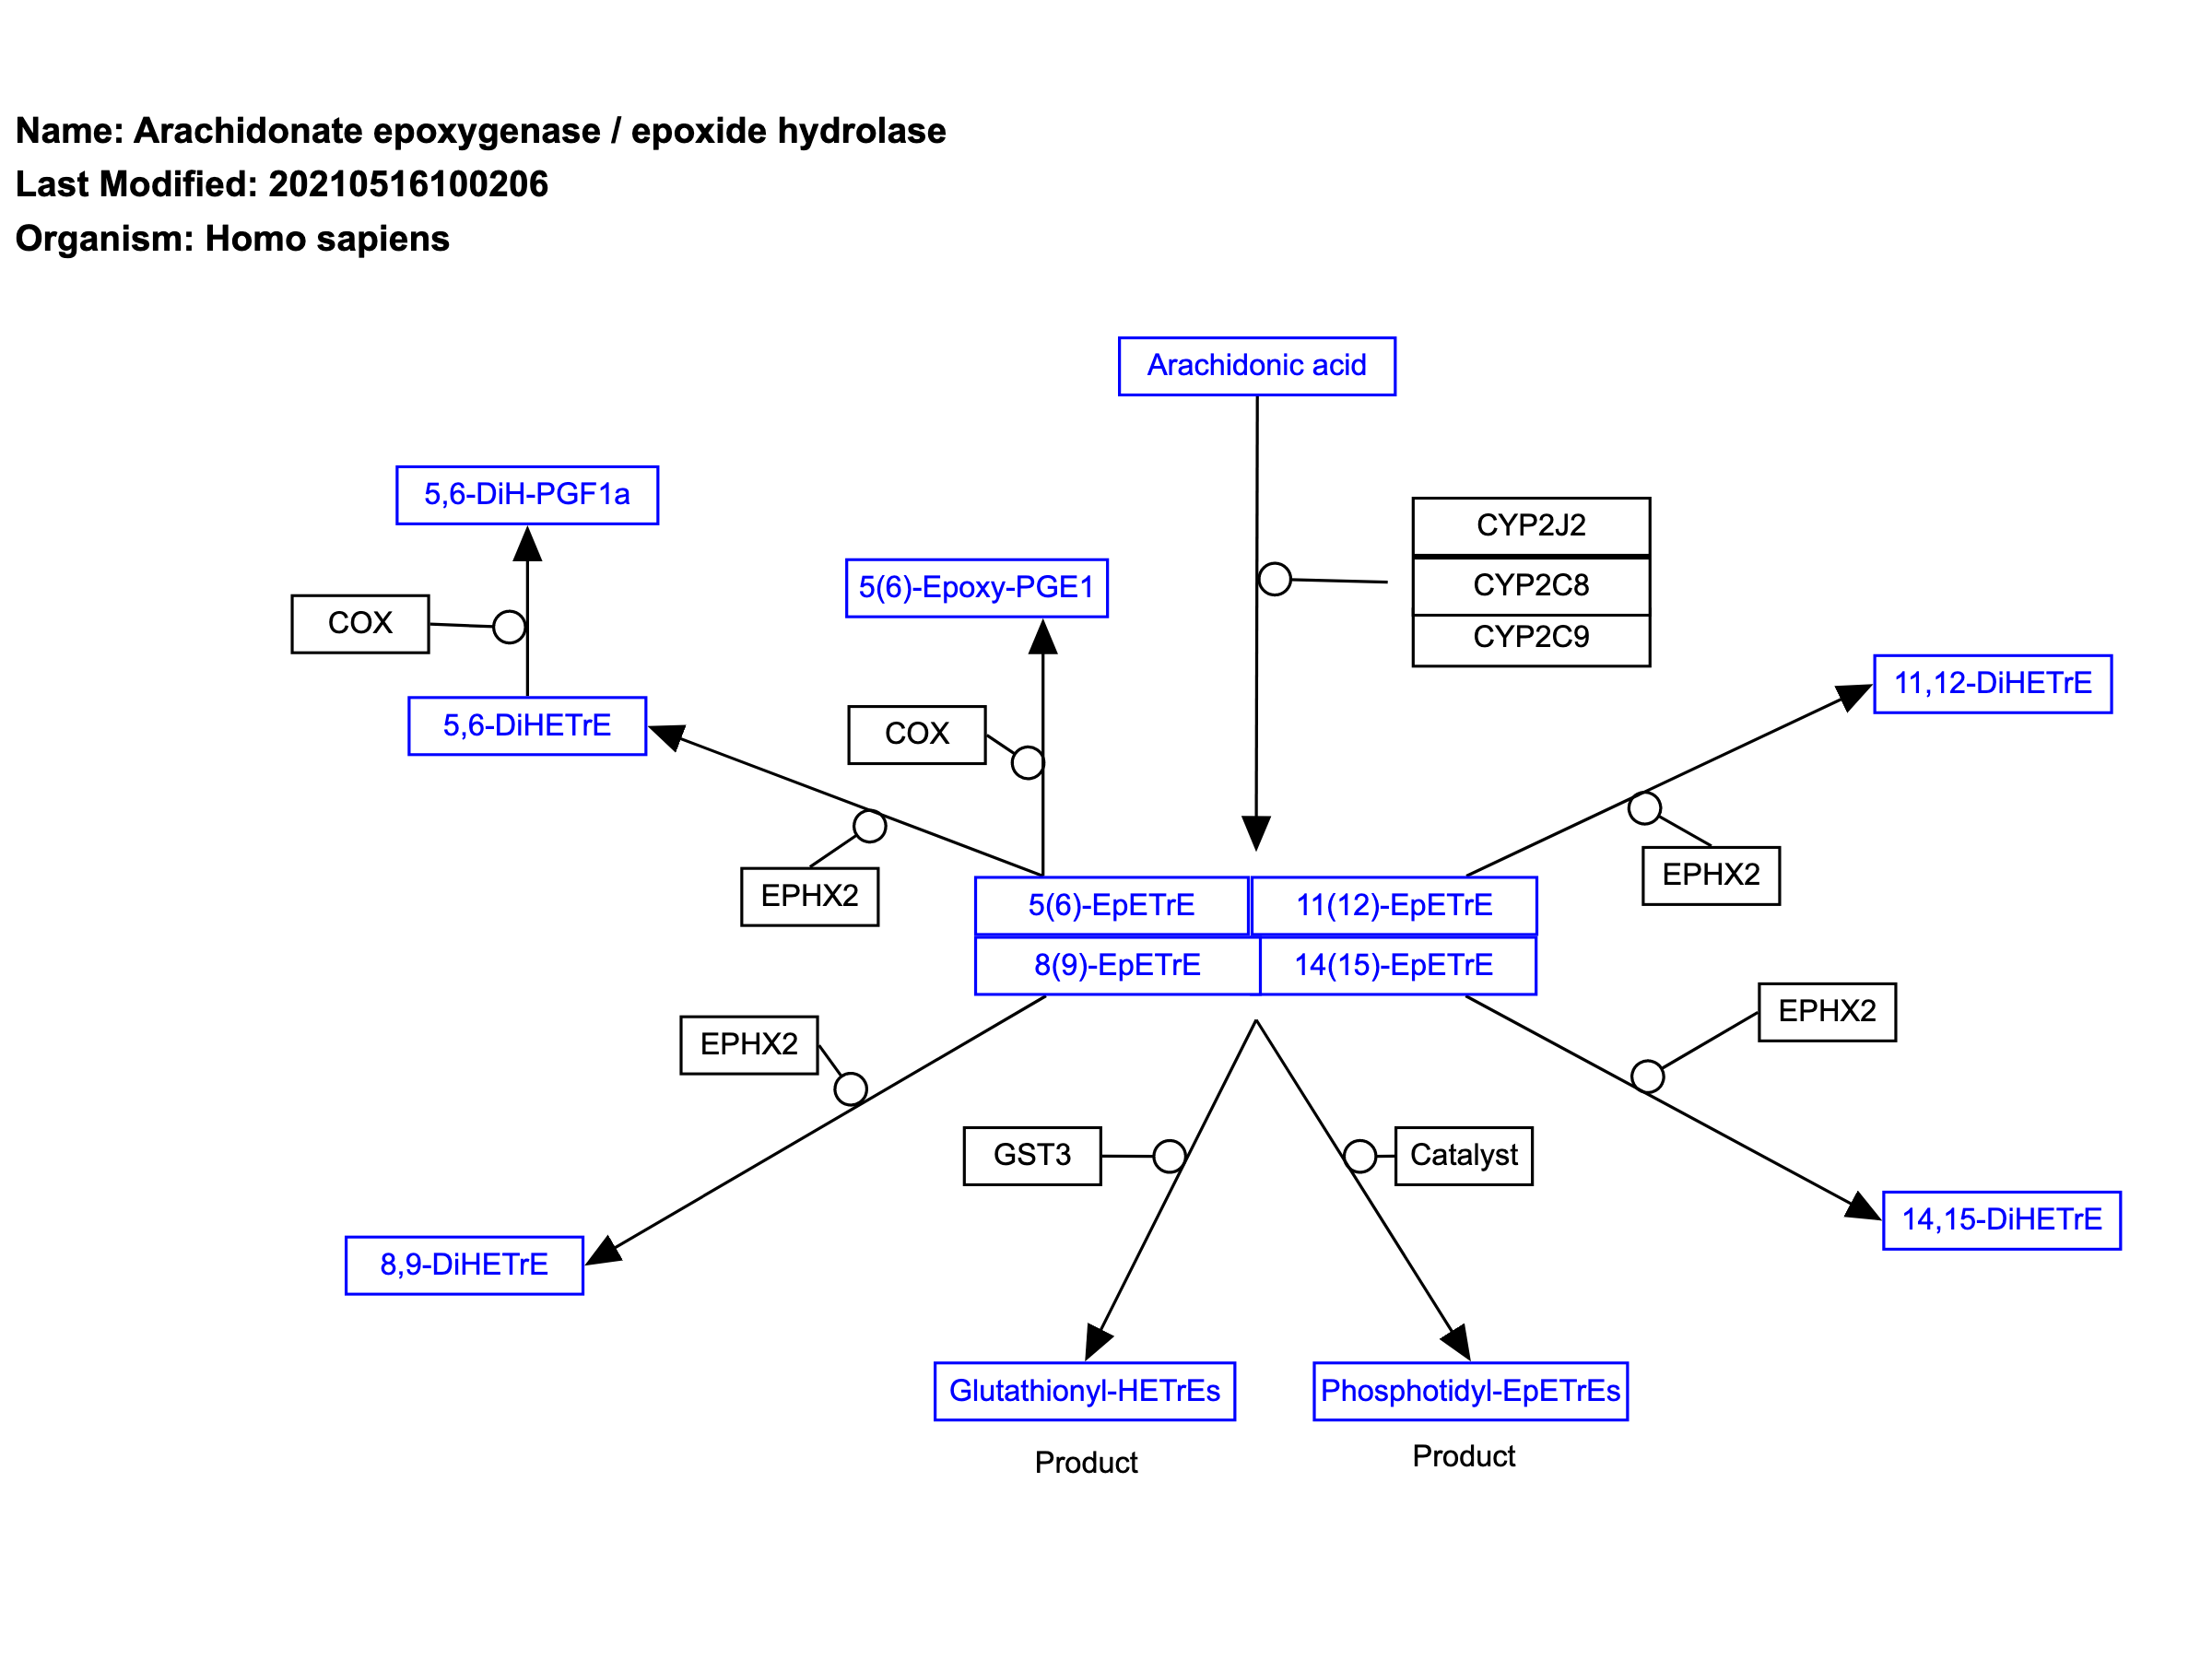 Name: Arachidonate epoxygenase / epoxide hydrolase
Last Modified: 20210516100206
Organism: Homo sapiens
Arachidonic acid
5,6-DiH-PGF1a
CYP2J2
5(6)-Epoxy-PGE1
CYP2C8
COX
CYP2C9
11,12-DiHETrE
5,6-DiHETrE
COX
EPHX2
EPHX2
5(6)-EpETrE
11(12)-EpETrE
8(9)-EpETrE
14(15)-EpETrE
EPHX2
EPHX2
GST3
Catalyst
14,15-DiHETrE
8,9-DiHETrE
Glutathionyl-HETrEs
Phosphotidyl-EpETrEs
Product
Product